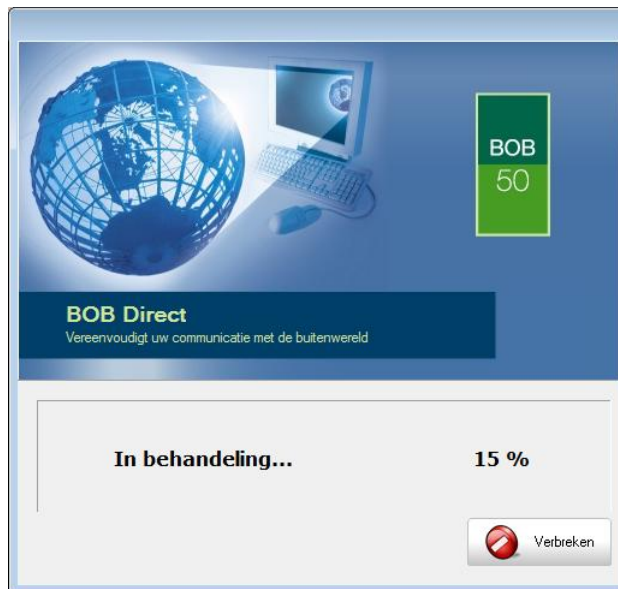 BOB
50
BOB Direct
Vereenvoudigt uw communicatie met de buitenwereld
In behandeling... 15 %
Verbreken